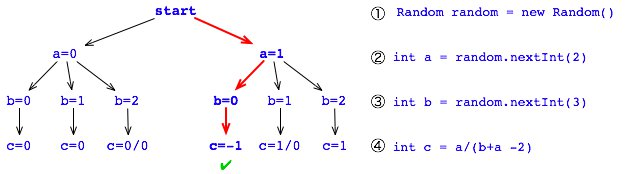 start
① Random random = new Random()
a=0 a=1
② int a = random.nextInt(2)
b=0 b=1 b=2 b=0 b=1 b=2
③ int b = random.nextInt(3)
c=0 c=0 c=0/0 c=-1 c=1/0 c=1
④ int c = a/(b+a -2)
✔